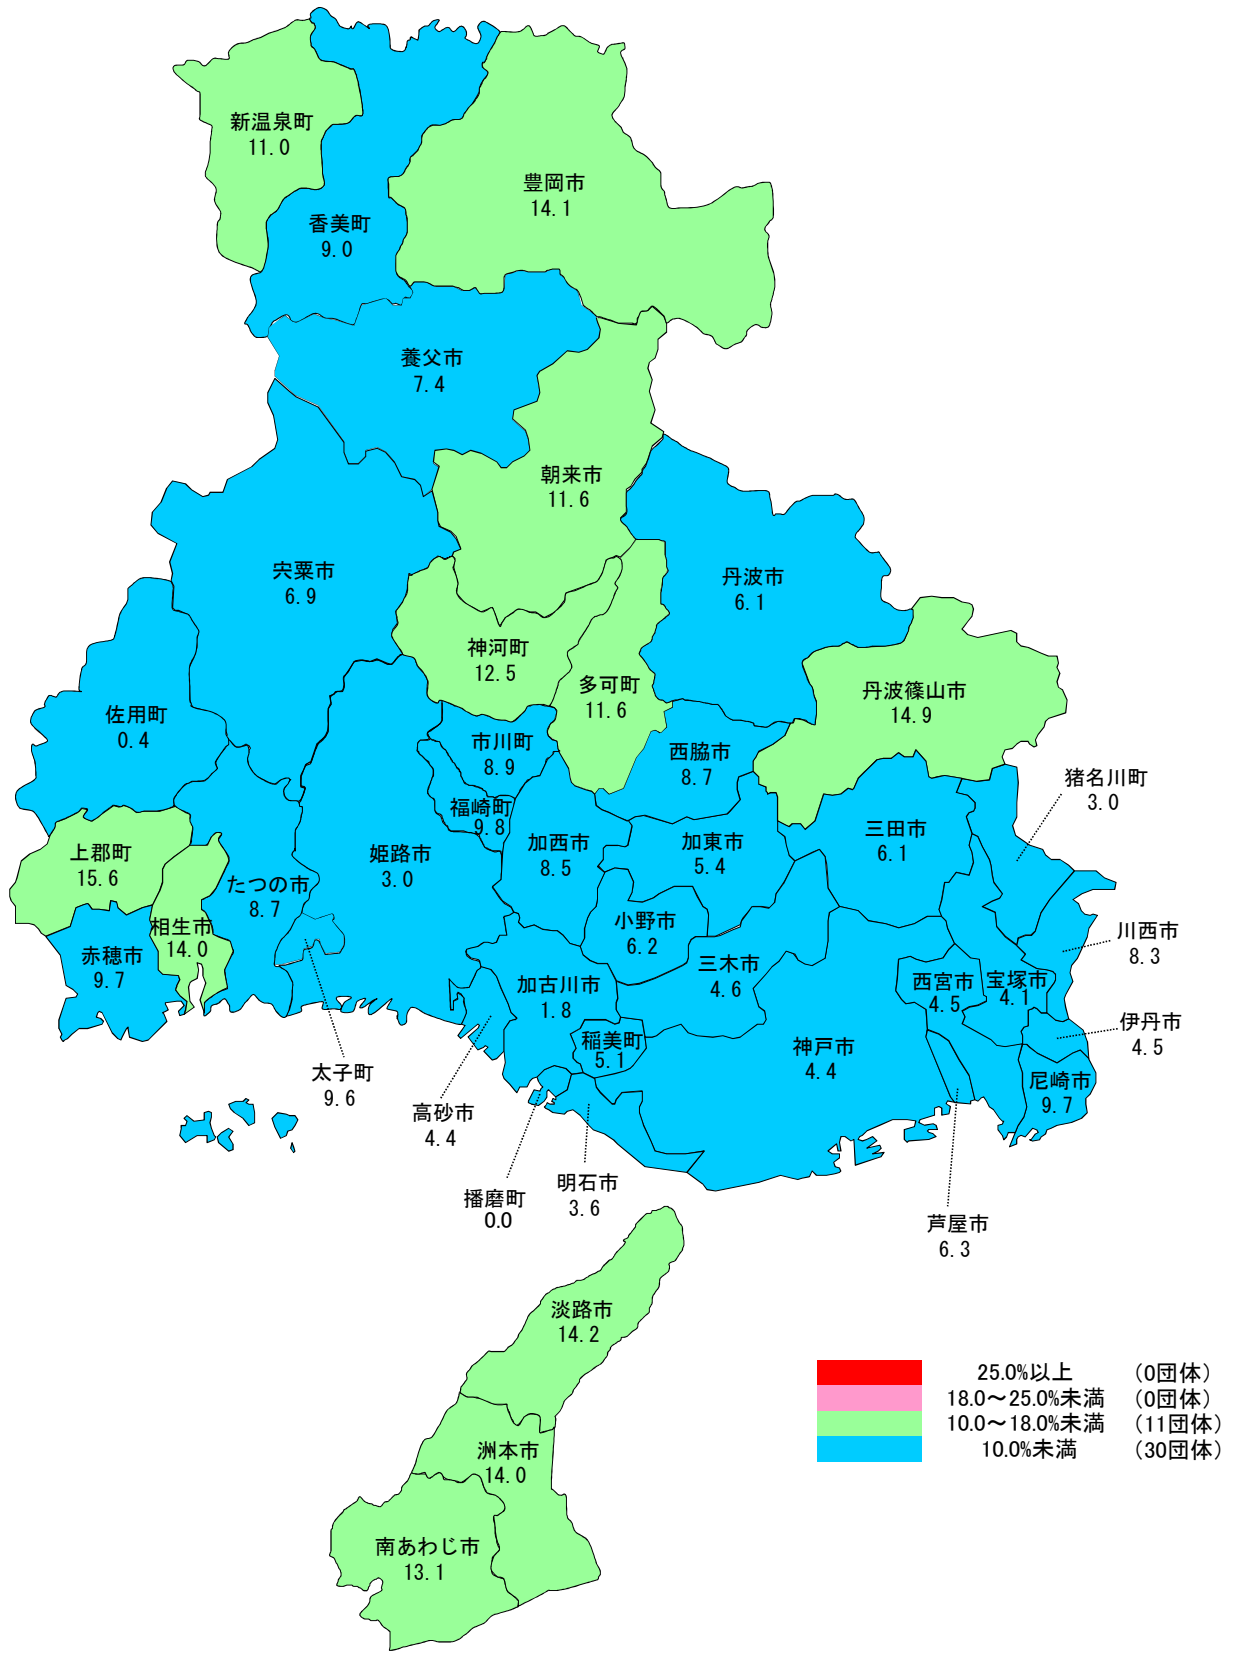 新温泉町
11.0
豊岡市
14.1
香美町
9.0
養父市
7.4
朝来市
11.6
宍粟市
6.9
丹波市
6.1
神河町
12.5
多可町
11.6
丹波篠山市
14.9
佐用町
0.4
市川町
8.9
西脇市
8.7
猪名川町
3.0
福崎町
9.8
加西市
8.5
加東市
5.4
三田市
6.1
上郡町
15.6
姫路市
3.0
たつの市
8.7
相生市
14.0
小野市
6.2
川西市
8.3
赤穂市
9.7
三木市
4.6
加古川市
1.8
西宮市
4.5
宝塚市
4.1
伊丹市
4.5
稲美町
5.1
神戸市
4.4
太子町
9.6
尼崎市
9.7
高砂市
4.4
播磨町
0.0
明石市
3.6
芦屋市
6.3
淡路市
14.2
洲本市
14.0
南あわじ市
13.1
25.0%以上 （0団体）
18.0～25.0%未満 （0団体）
10.0～18.0%未満 （11団体）
10.0%未満 （30団体）